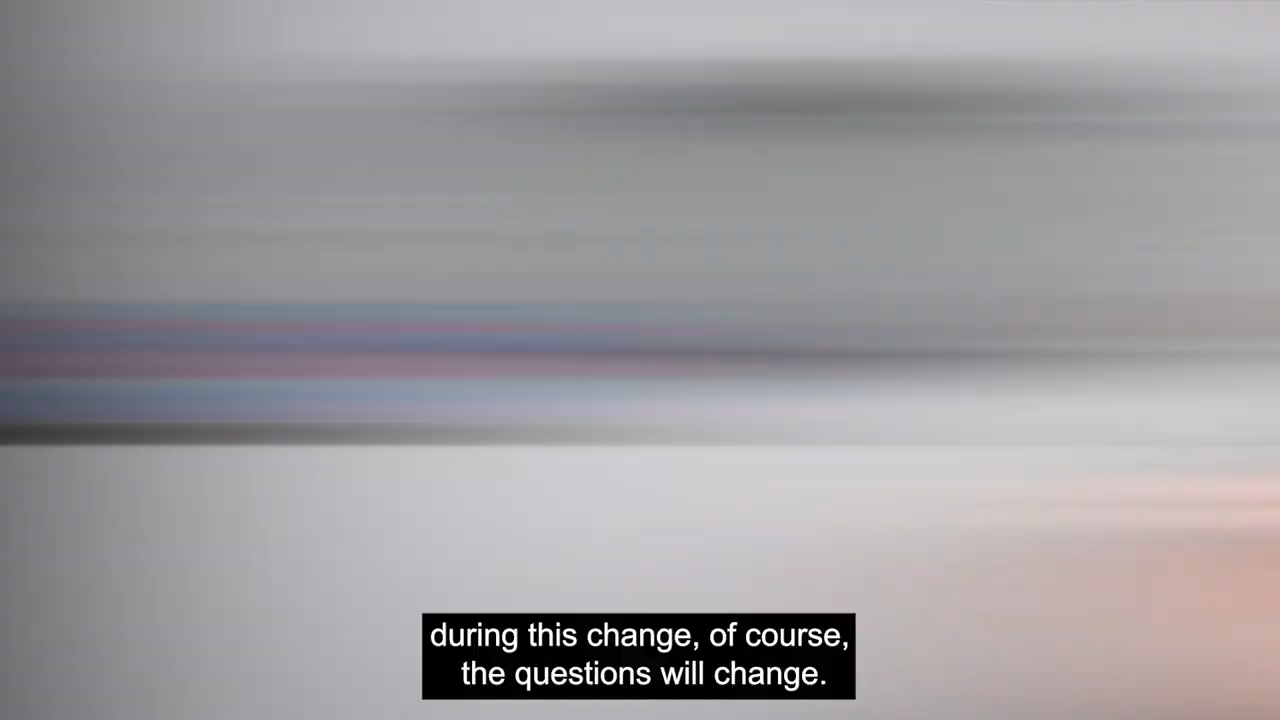 during this change, of course,
the questions will change.